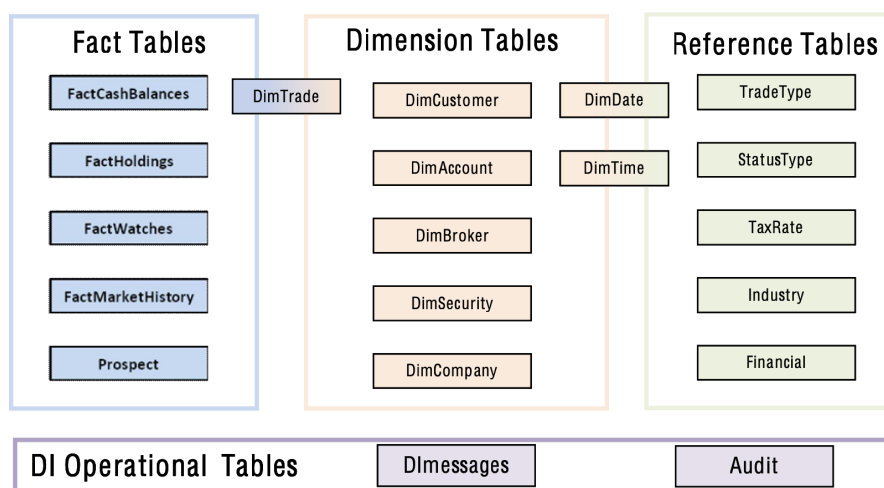 Fact Tables
Dimension Tables
Reference Tables
FactCashBalances
DimTrade
DimCustomer
DimDate
TradeType
FactHoldings
DimAccount
DimTime
StatusType
FactWatches
DimBroker
TaxRate
FactMarketHistory
DimSecurity
Industry
Prospect
DimCompany
Financial
DI Operational Tables
DImessages
Audit